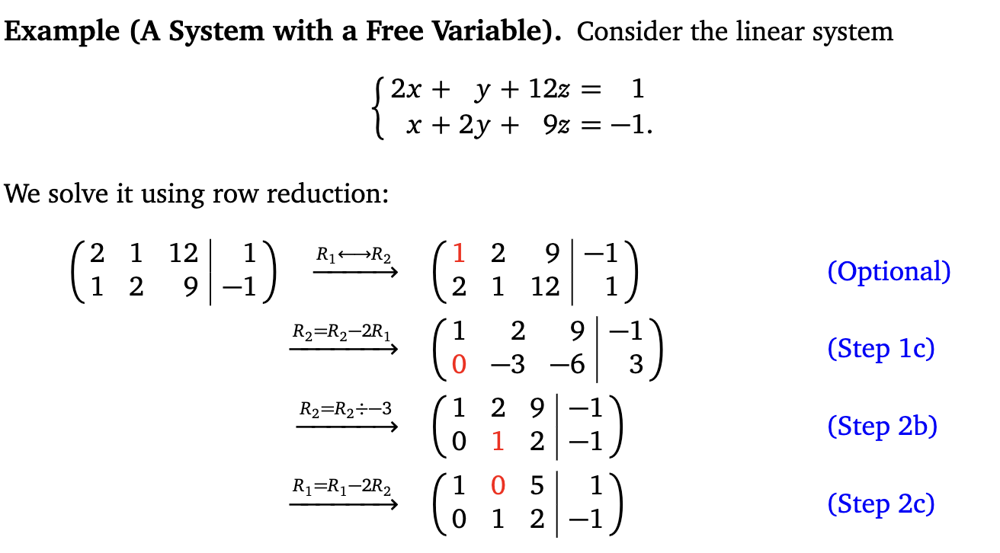 Example (A System with a Free Variable). Consider the linear system
2x + y + 12z = 1
x + 2y + 9z = −1.
We solve it using row reduction:
( 2 1 12 | 1 ) R₁⟷R₂ ( 1 2 9 | −1 ) (Optional)
( 1 2 9 | −1 ) ( 2 1 12 | 1 )
R₂=R₂−2R₁ ( 1 2 9 | −1 ) (Step 1c)
( 0 −3 −6 | 3 )
R₂=R₂÷−3 ( 1 2 9 | −1 ) (Step 2b)
( 0 1 2 | −1 )
R₁=R₁−2R₂ ( 1 0 5 | 1 ) (Step 2c)
( 0 1 2 | −1 )